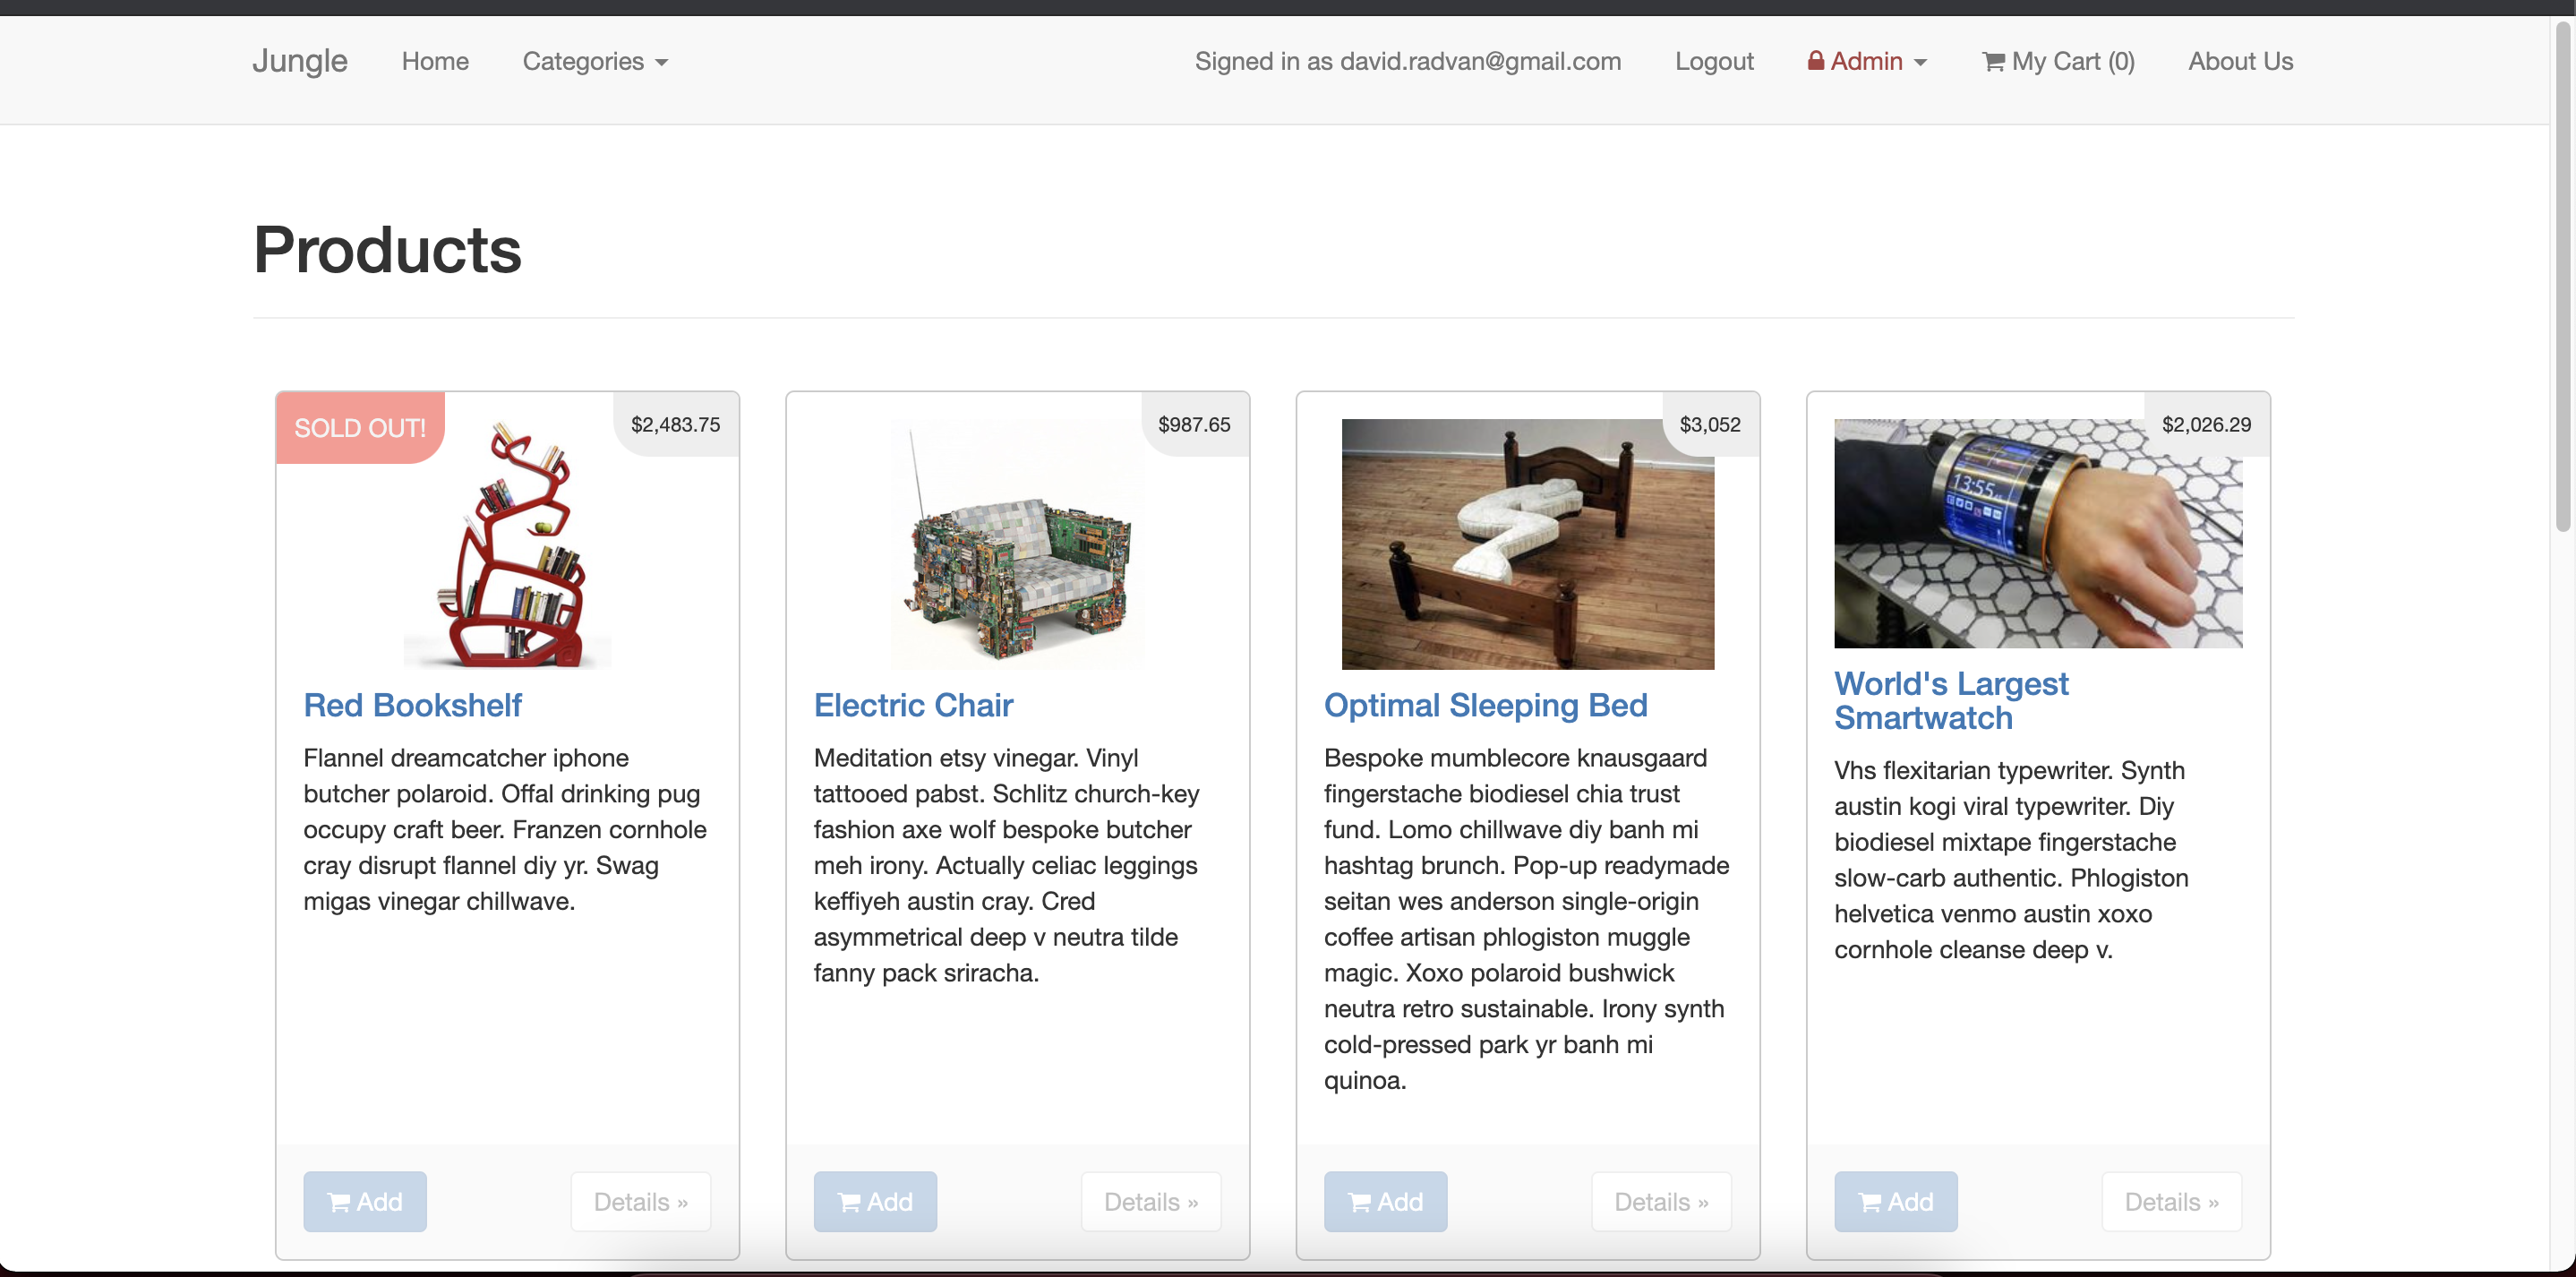 Jungle Home Categories Signed in as david.radvan@gmail.com Logout Admin My Cart (0) About Us
Products
SOLD OUT!
$2,483.75
Red Bookshelf
Flannel dreamcatcher iphone
butcher polaroid. Offal drinking pug
occupy craft beer. Franzen cornhole
cray disrupt flannel diy yr. Swag
migas vinegar chillwave.
Add
Details »
$987.65
Electric Chair
Meditation etsy vinegar. Vinyl
tattooed pabst. Schlitz church-key
fashion axe wolf bespoke butcher
meh irony. Actually celiac leggings
keffiyeh austin cray. Cred
asymmetrical deep v neutra tilde
fanny pack sriracha.
Add
Details »
$3,052
Optimal Sleeping Bed
Bespoke mumblecore knausgaard
fingerstache biodiesel chia trust
fund. Lomo chillwave diy banh mi
hashtag brunch. Pop-up readymade
seitan wes anderson single-origin
coffee artisan phlogiston muggle
magic. Xoxo polaroid bushwick
neutra retro sustainable. Irony synth
cold-pressed park yr banh mi
quinoa.
Add
Details »
$2,026.29
13:55
World's Largest
Smartwatch
Vhs flexitarian typewriter. Synth
austin kogi viral typewriter. Diy
biodiesel mixtape fingerstache
slow-carb authentic. Phlogiston
helvetica venmo austin xoxo
cornhole cleanse deep v.
Add
Details »